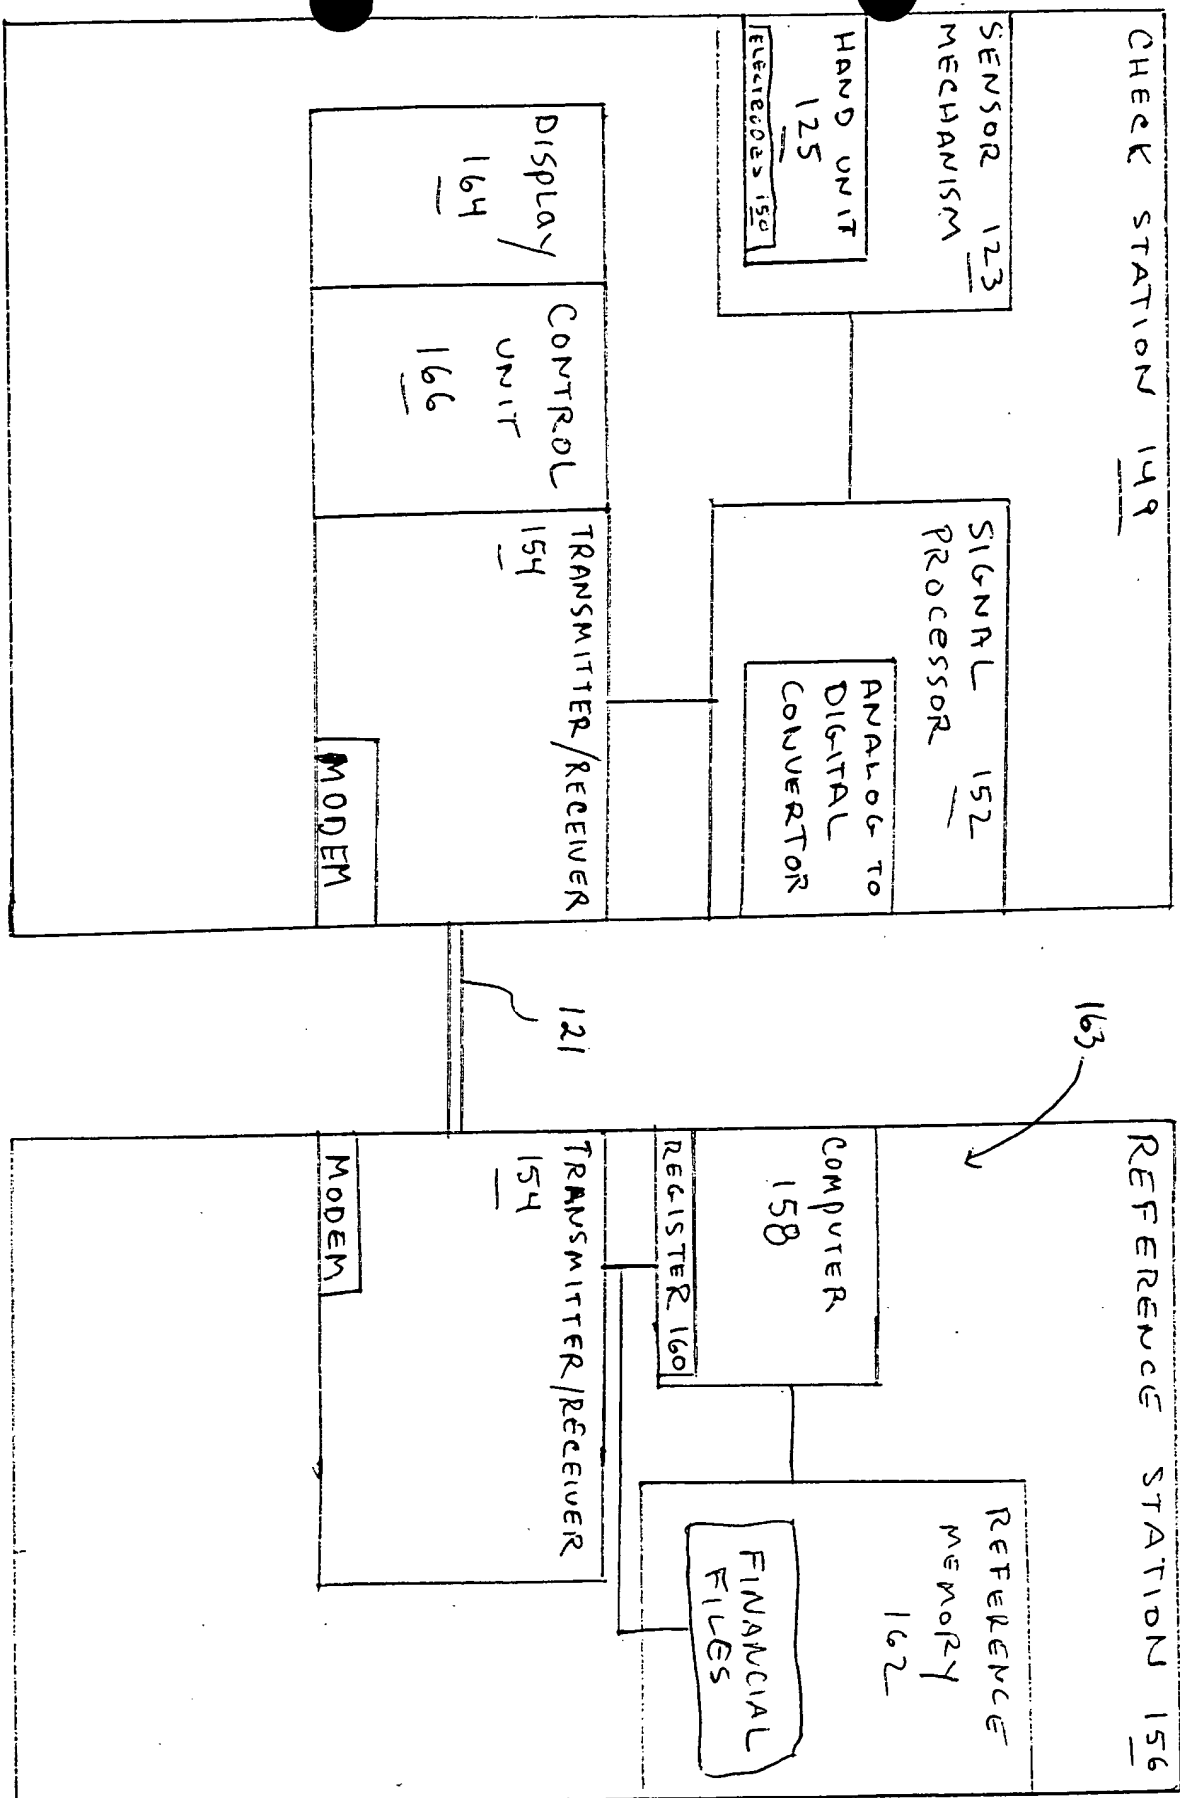 CHECK STATION 149
SENSOR 123
MECHANISM
HAND UNIT
125
ELECTRODES 150
SIGNAL
PROCESSOR 152
ANALOG TO
DIGITAL
CONVERTOR
DISPLAY
164
CONTROL
UNIT
166
TRANSMITTER/RECEIVER
154
MODEM
121
163
REFERENCE STATION 156
COMPUTER
158
REGISTER 160
REFERENCE
MEMORY
162
FINANCIAL
FILES
TRANSMITTER/RECEIVER
154
MODEM